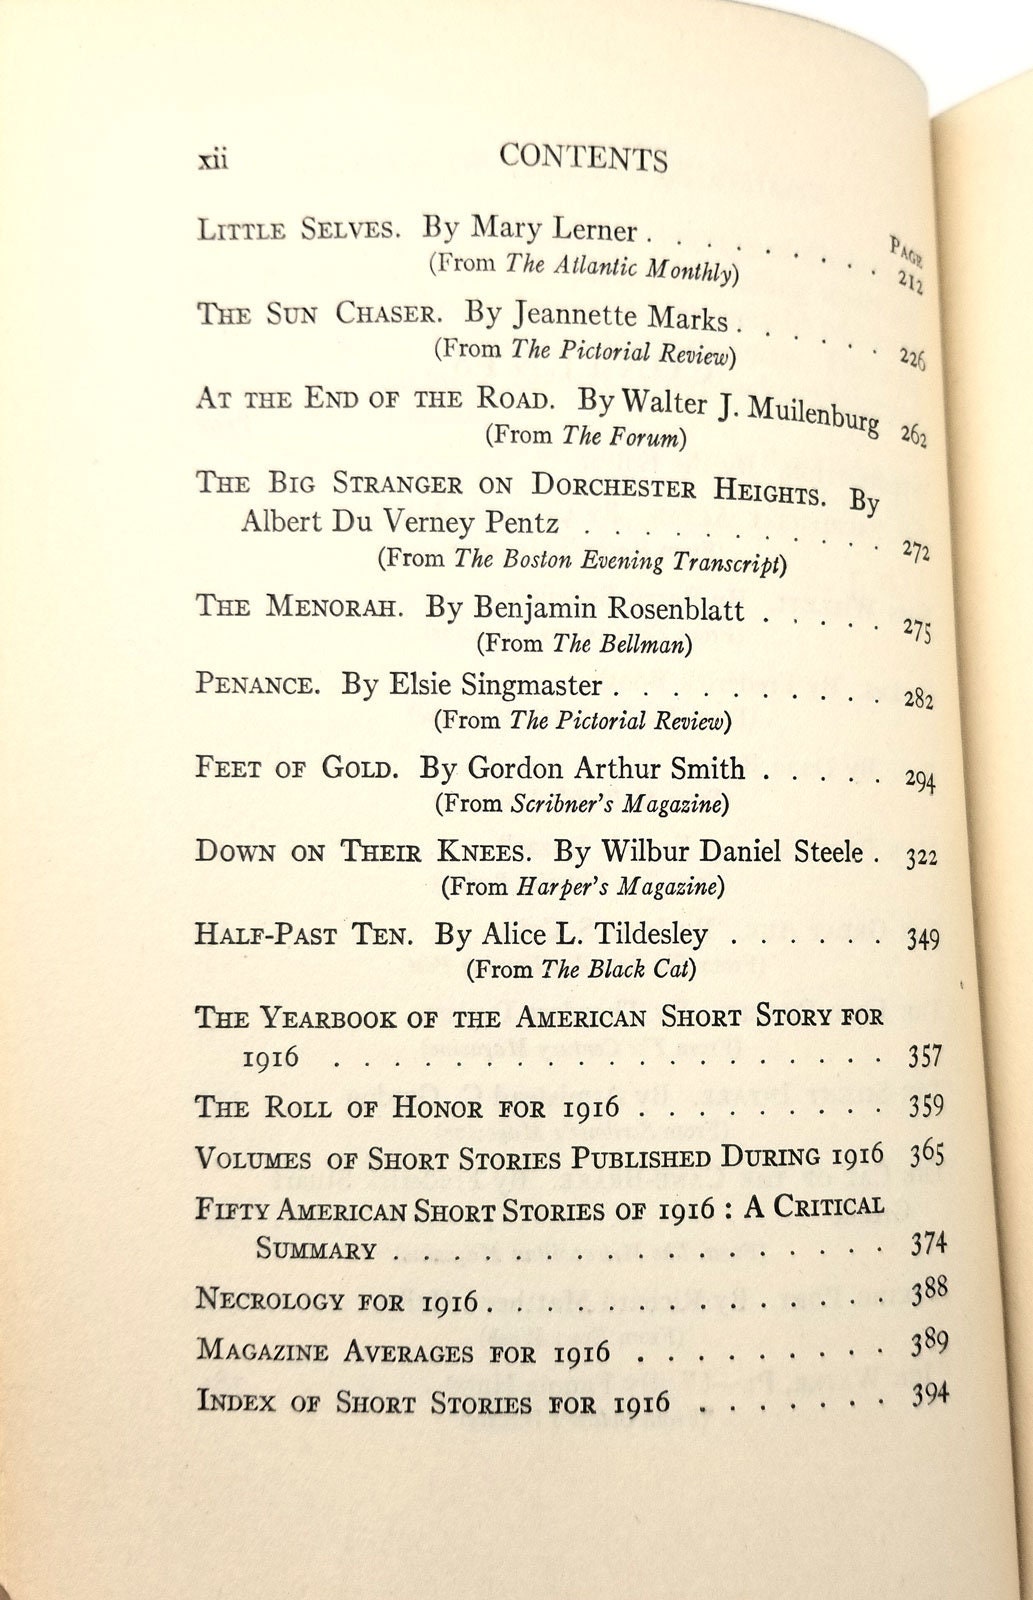 xii CONTENTS
PAGE
LITTLE SELVES. By Mary Lerner . . . . . . . . 212
(From The Atlantic Monthly)
THE SUN CHASER. By Jeannette Marks . . . . . . 226
(From The Pictorial Review)
AT THE END OF THE ROAD. By Walter J. Muilenburg 262
(From The Forum)
THE BIG STRANGER ON DORCHESTER HEIGHTS. By
Albert Du Verney Pentz . . . . . . . . . . . 272
(From The Boston Evening Transcript)
THE MENORAH. By Benjamin Rosenblatt . . . . . 275
(From The Bellman)
PENANCE. By Elsie Singmaster . . . . . . . . . . 282
(From The Pictorial Review)
FEET OF GOLD. By Gordon Arthur Smith . . . . . 294
(From Scribner's Magazine)
DOWN ON THEIR KNEES. By Wilbur Daniel Steele . 322
(From Harper's Magazine)
HALF-PAST TEN. By Alice L. Tildesley . . . . . . 349
(From The Black Cat)
THE YEARBOOK OF THE AMERICAN SHORT STORY FOR
1916 . . . . . . . . . . . . . . . . . . . 357
THE ROLL OF HONOR FOR 1916 . . . . . . . . . 359
VOLUMES OF SHORT STORIES PUBLISHED DURING 1916 365
FIFTY AMERICAN SHORT STORIES OF 1916 : A CRITICAL
SUMMARY . . . . . . . . . . . . . . . . . 374
NECROLOGY FOR 1916 . . . . . . . . . . . . . . 388
MAGAZINE AVERAGES FOR 1916 . . . . . . . . . 389
INDEX OF SHORT STORIES FOR 1916 . . . . . . . 394